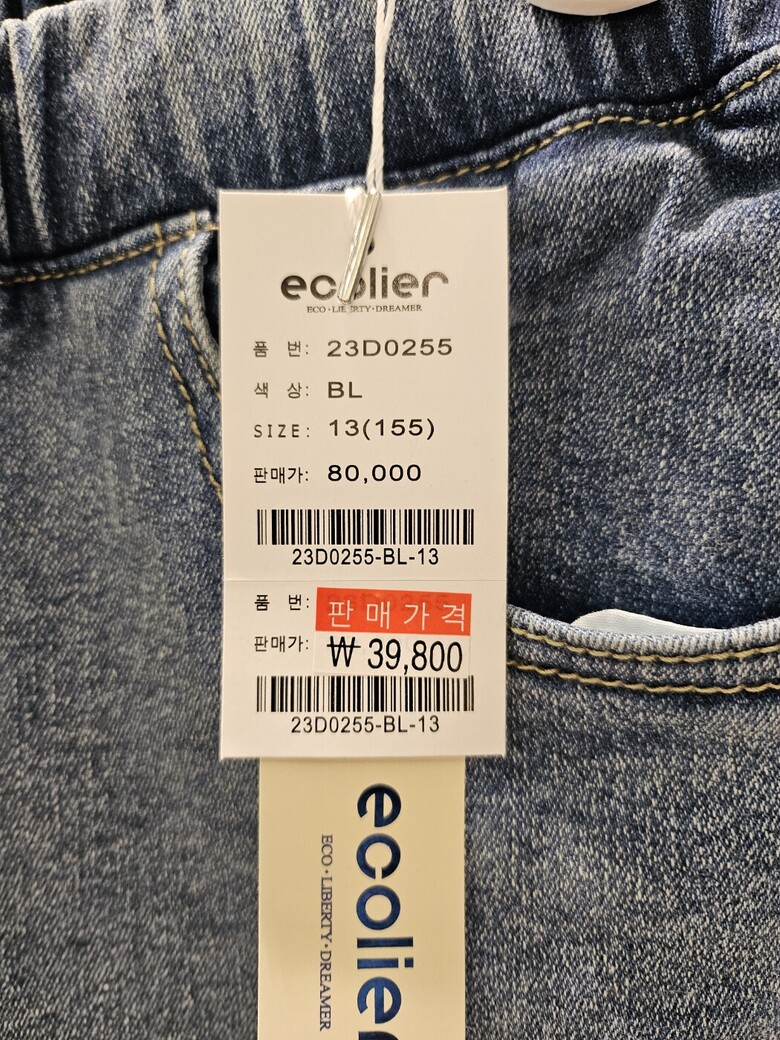 ecolier
ECO·LIBERTY·DREAMER
품 번: 23D0255
색 상: BL
SIZE: 13(155)
판매가: 80,000
23D0255-BL-13
품 번:
판매가격
판매가: ₩ 39,800
23D0255-BL-13
ecolier
ECO·LIBERTY·DREAMER